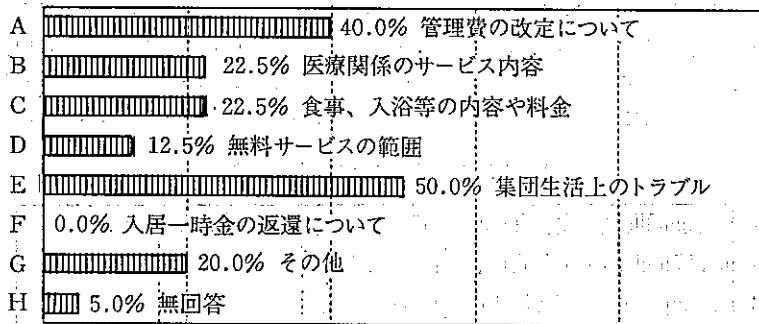 A 40.0% 管理費の改定について
B 22.5% 医療関係のサービス内容
C 22.5% 食事、入浴等の内容や料金
D 12.5% 無料サービスの範囲
E 50.0% 集団生活上のトラブル
F 0.0% 入居一時金の返還について
G 20.0% その他
H 5.0% 無回答